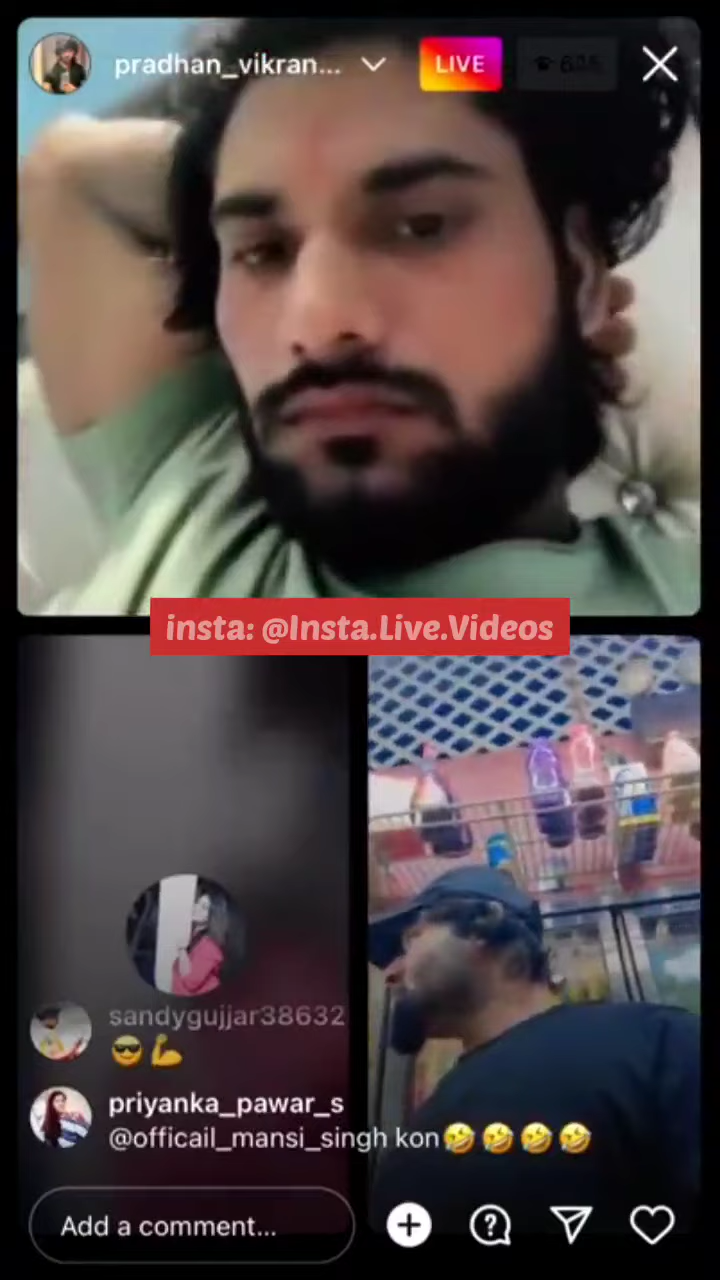 pradhan_vikran...
LIVE
insta: @Insta.Live.Videos
sandygujjar38632
😎💪
priyanka_pawar_s
@officail_mansi_singh kon🤣🤣🤣🤣
Add a comment...